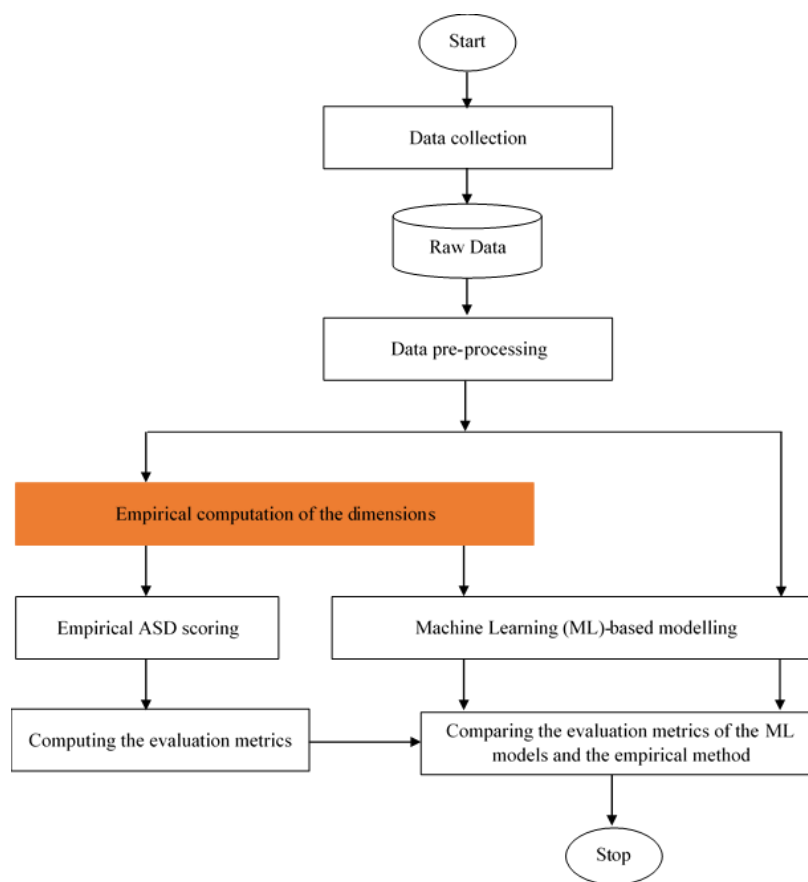 Start
Data collection
Raw Data
Data pre-processing
Empirical computation of the dimensions
Empirical ASD scoring
Machine Learning (ML)-based modelling
Computing the evaluation metrics
Comparing the evaluation metrics of the ML
models and the empirical method
Stop